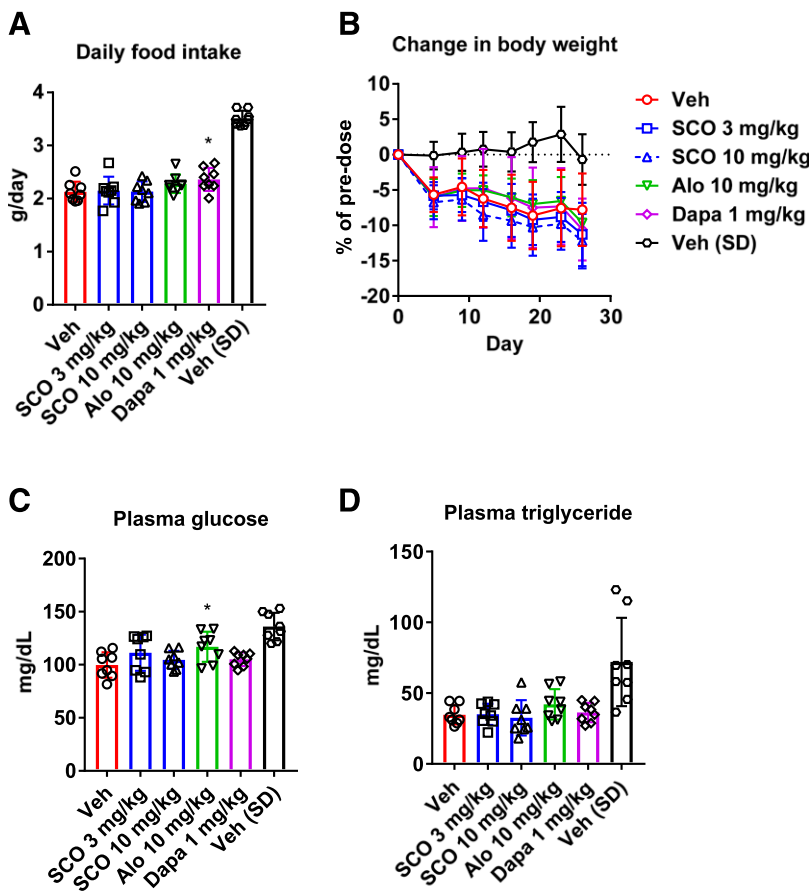 A
Daily food intake
4
3
2
1
0
g/day
*
Veh
SCO 3 mg/kg
SCO 10 mg/kg
Alo 10 mg/kg
Dapa 1 mg/kg
Veh (SD)
B
Change in body weight
10
5
0
-5
-10
-15
-20
% of pre-dose
0
10
20
30
Day
Veh
SCO 3 mg/kg
SCO 10 mg/kg
Alo 10 mg/kg
Dapa 1 mg/kg
Veh (SD)
C
Plasma glucose
200
150
100
50
0
mg/dL
*
Veh
SCO 3 mg/kg
SCO 10 mg/kg
Alo 10 mg/kg
Dapa 1 mg/kg
Veh (SD)
D
Plasma triglyceride
150
100
50
0
mg/dL
Veh
SCO 3 mg/kg
SCO 10 mg/kg
Alo 10 mg/kg
Dapa 1 mg/kg
Veh (SD)